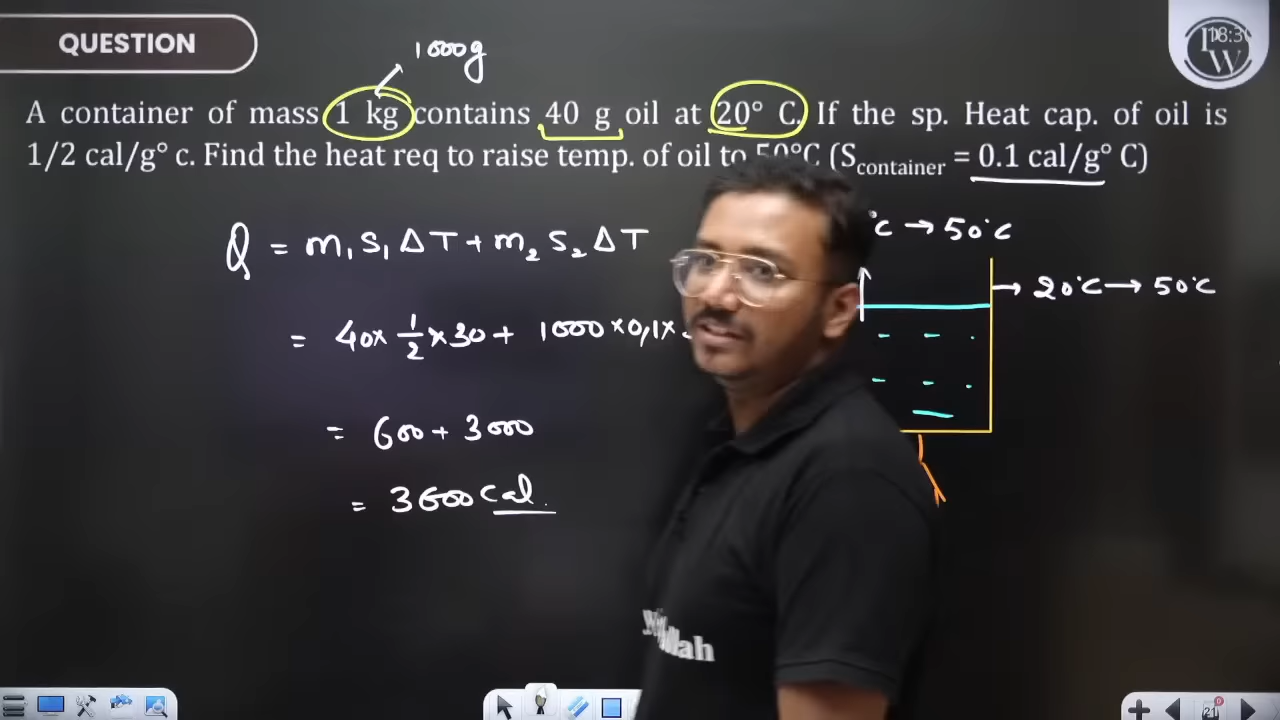 QUESTION
1000g
A container of mass 1 kg contains 40 g oil at 20° C. If the sp. Heat cap. of oil is
1/2 cal/g° c. Find the heat req to raise temp. of oil to 50°C (Scontainer = 0.1 cal/g° C)
Q = m₁ S₁ ΔT + m₂ S₂ ΔT
°C → 50°C
→ 20°C → 50°C
= 40 × 1/2 × 30 + 1000 × 0.1 ×
= 600 + 3000
= 3600 Cal.